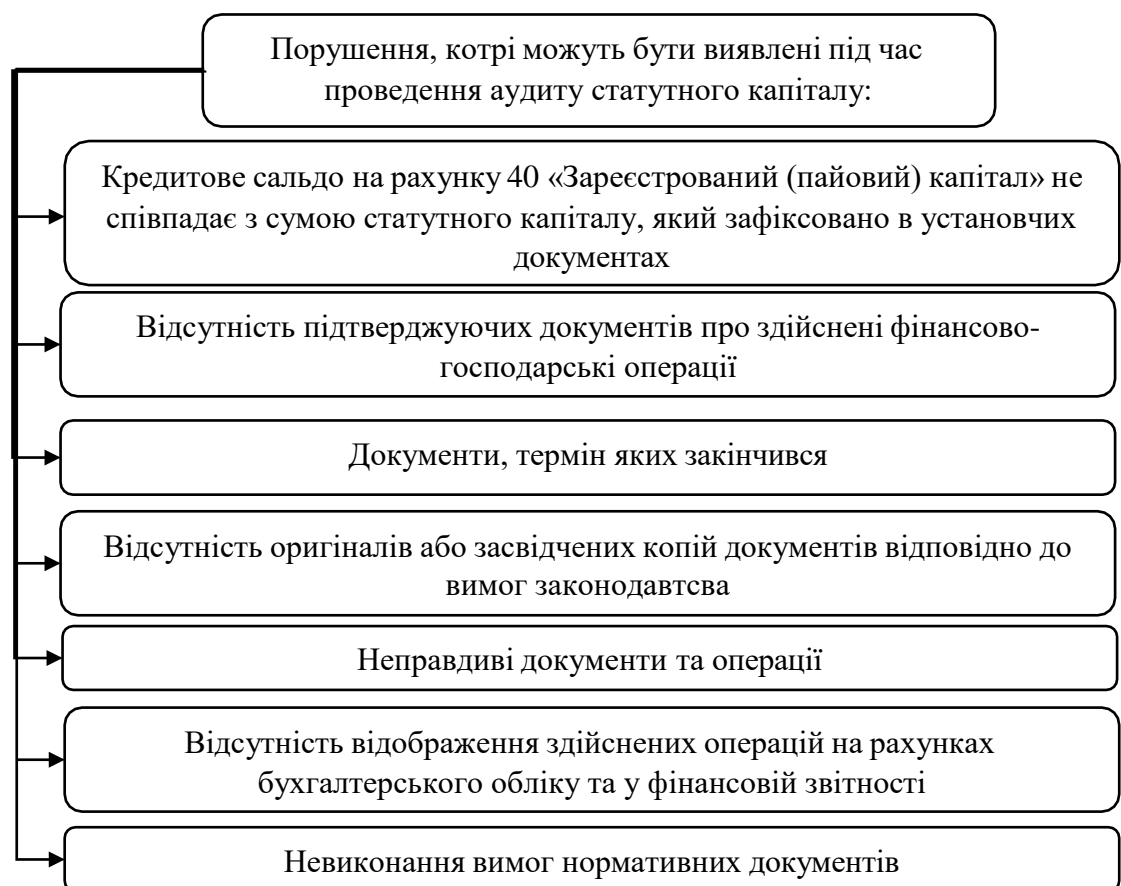 Порушення, котрі можуть бути виявлені під час
проведення аудиту статутного капіталу:
Кредитове сальдо на рахунку 40 «Зареєстрований (пайовий) капітал» не
співпадає з сумою статутного капіталу, який зафіксовано в установчих
документах
Відсутність підтверджуючих документів про здійснені фінансово-
господарські операції
Документи, термін яких закінчився
Відсутність оригіналів або засвідчених копій документів відповідно до
вимог законодавтсва
Неправдиві документи та операції
Відсутність відображення здійснених операцій на рахунках
бухгалтерського обліку та у фінансовій звітності
Невиконання вимог нормативних документів